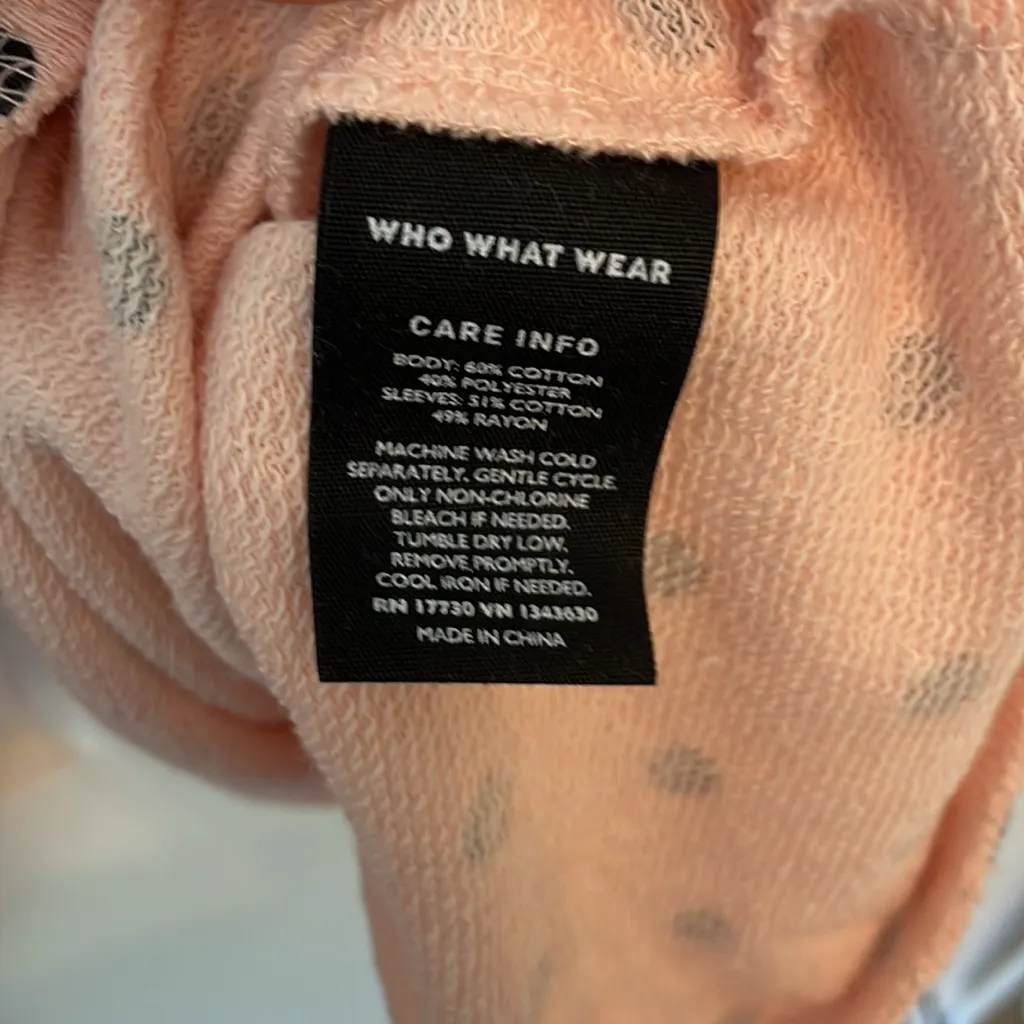 WHO WHAT WEAR
CARE INFO
BODY: 60% COTTON
40% POLYESTER
SLEEVES: 51% COTTON
49% RAYON
MACHINE WASH COLD
SEPARATELY. GENTLE CYCLE.
ONLY NON-CHLORINE
BLEACH IF NEEDED.
TUMBLE DRY LOW.
REMOVE PROMPTLY.
COOL IRON IF NEEDED.
RN 17730 VN 1343630
MADE IN CHINA